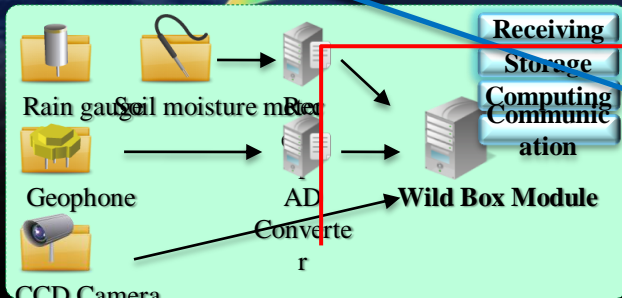 Receiving
Storage
Computing
Communic
ation
Rain gauge
Soil moisture meter
Geophone
AD
Converte
r
Wild Box Module
CCD Camera